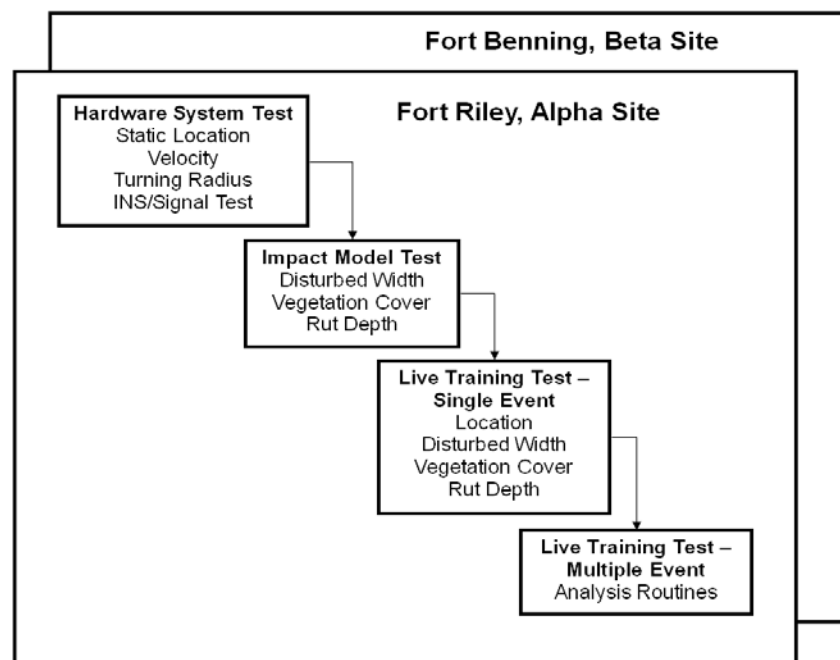 Fort Benning, Beta Site
Fort Riley, Alpha Site
Hardware System Test
Static Location
Velocity
Turning Radius
INS/Signal Test
Impact Model Test
Disturbed Width
Vegetation Cover
Rut Depth
Live Training Test –
Single Event
Location
Disturbed Width
Vegetation Cover
Rut Depth
Live Training Test –
Multiple Event
Analysis Routines